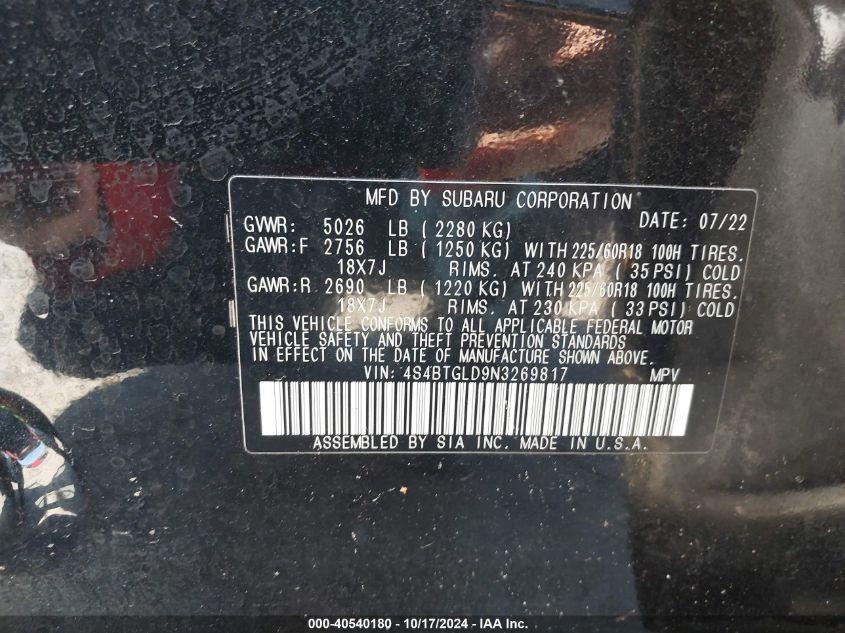 MFD BY SUBARU CORPORATION
GVWR: 5026 LB ( 2280 KG) DATE: 07/22
GAWR:F 2756 LB ( 1250 KG) WITH 225/60R18 100H TIRES.
18X7J RIMS. AT 240 KPA ( 35 PSI) COLD
GAWR:R 2690 LB ( 1220 KG) WITH 225/60R18 100H TIRES.
18X7J RIMS. AT 230 KPA ( 33 PSI) COLD
THIS VEHICLE CONFORMS TO ALL APPLICABLE FEDERAL MOTOR
VEHICLE SAFETY AND THEFT PREVENTION STANDARDS
IN EFFECT ON THE DATE OF MANUFACTURE SHOWN ABOVE.
VIN: 4S4BTGLD9N3269817 MPV
ASSEMBLED BY SIA INC. MADE IN U.S.A.
000-40540180 - 10/17/2024 - IAA Inc.